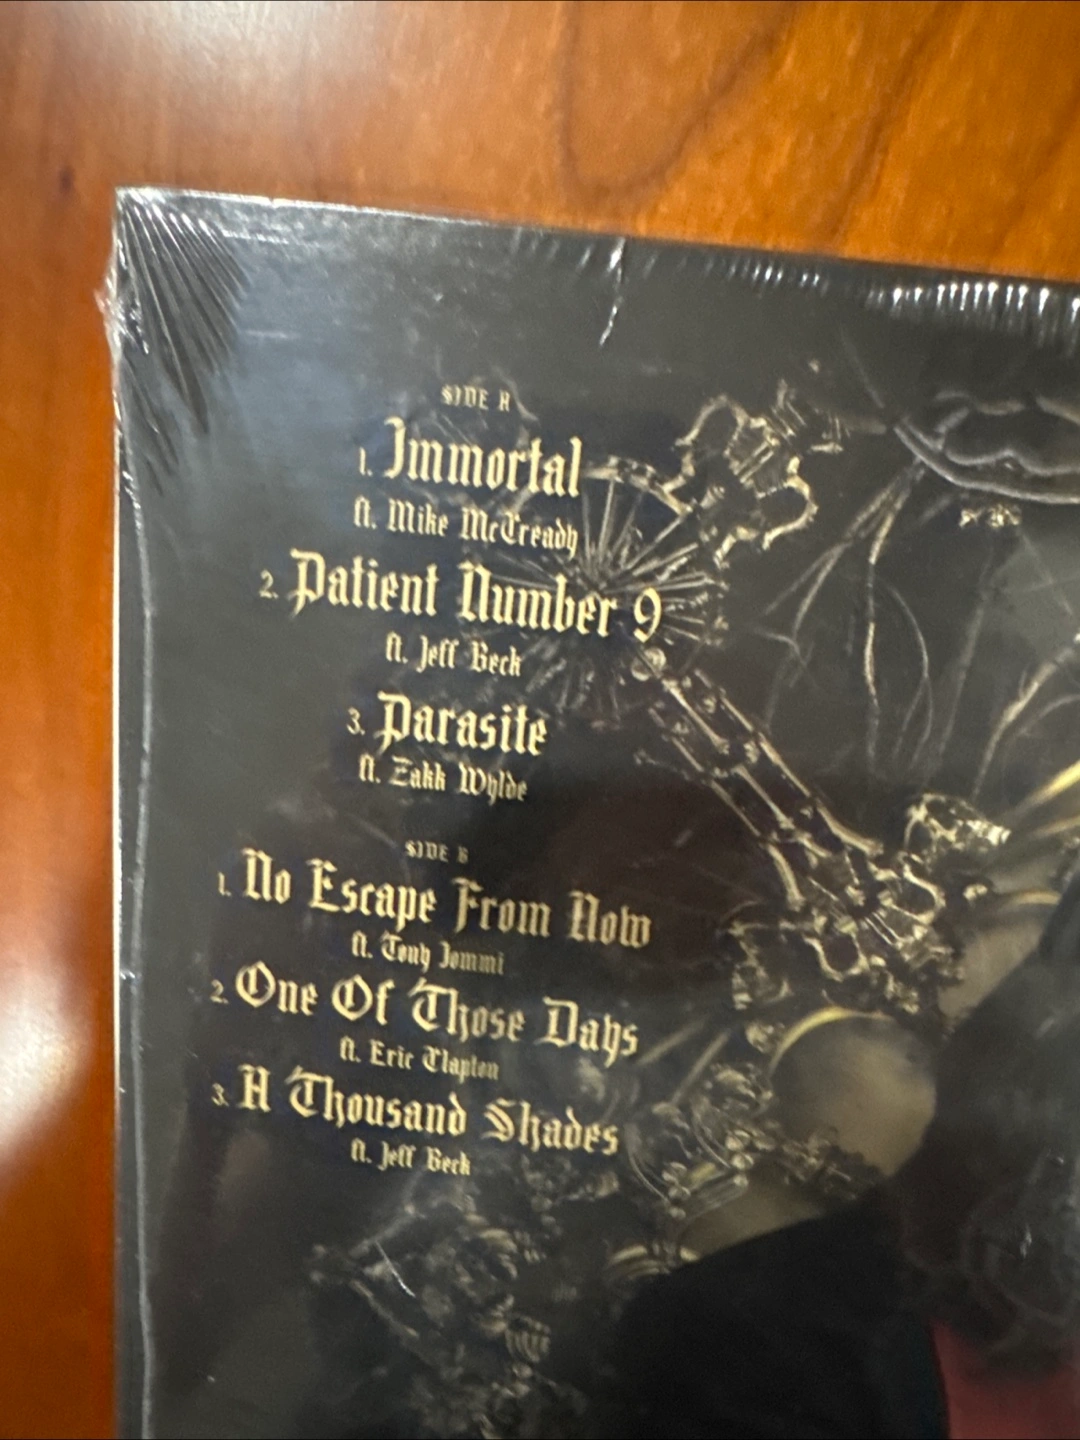 SIDE A
1. Immortal
ft. Mike McCready
2. Patient Number 9
ft. Jeff Beck
3. Parasite
ft. Zakk Wylde
SIDE B
1. No Escape From Now
ft. Tony Iommi
2. One Of Those Days
ft. Eric Clapton
3. A Thousand Shades
ft. Jeff Beck